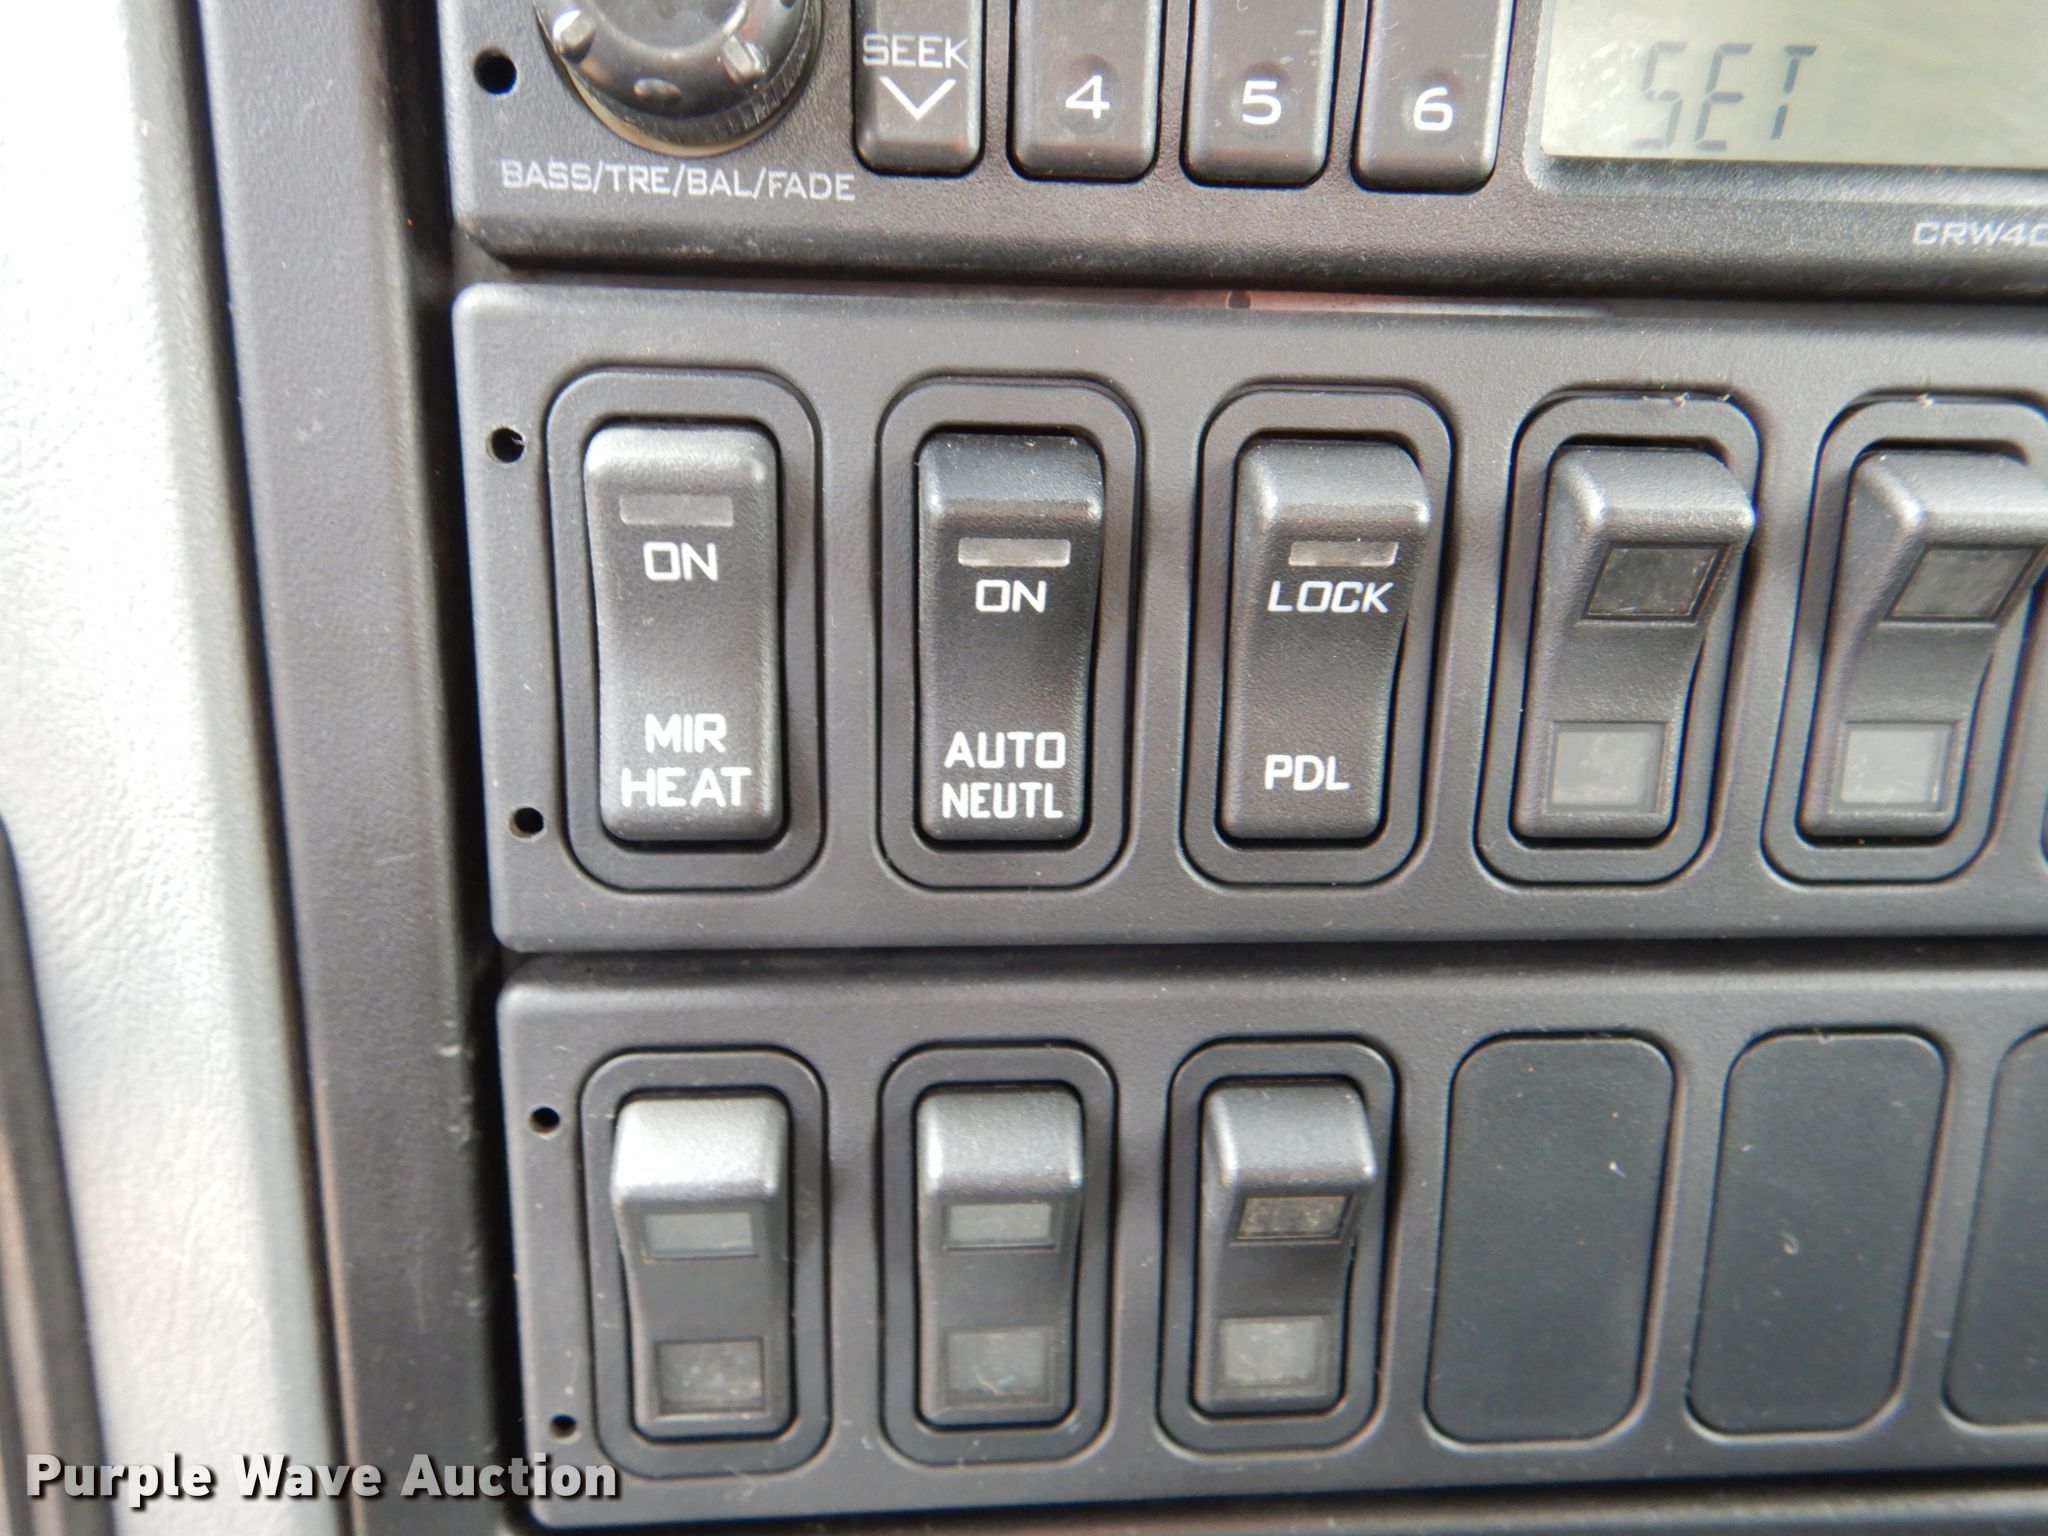 SEEK
4
5
6
SET
BASS/TRE/BAL/FADE
ON
MIR
HEAT
ON
AUTO
NEUTL
LOCK
PDL
Purple Wave Auction